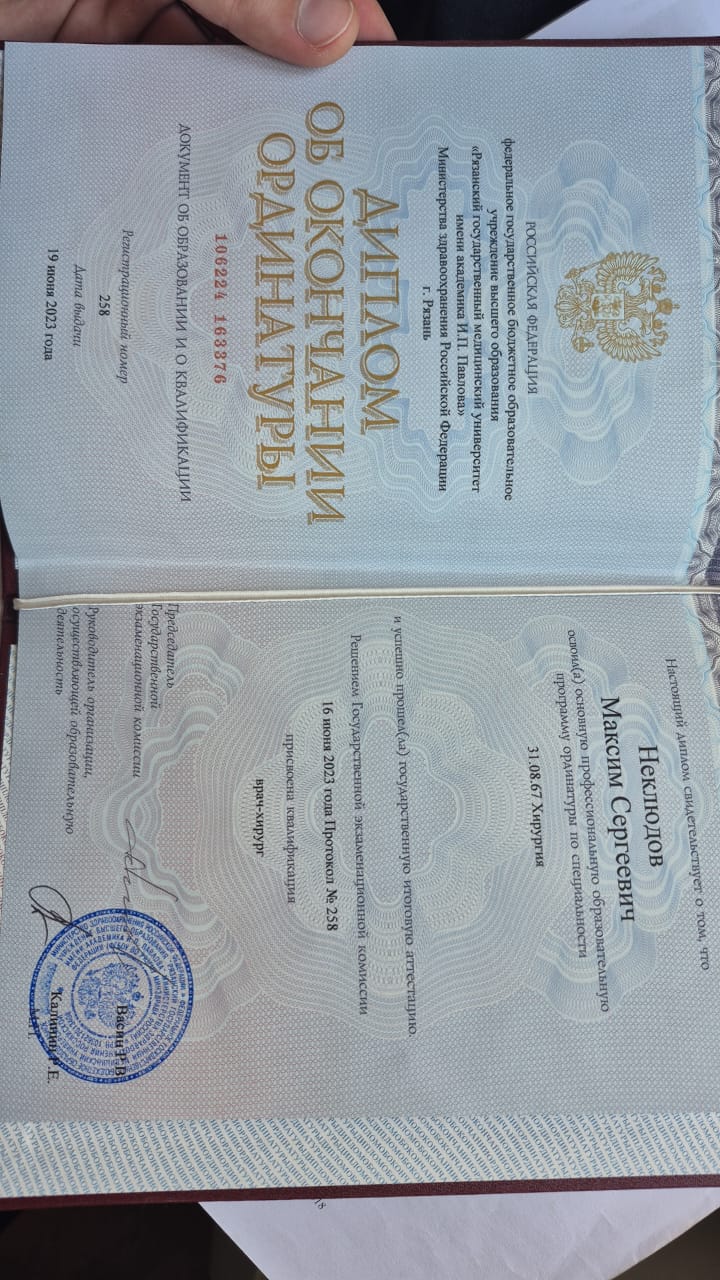 РОССИЙСКАЯ ФЕДЕРАЦИЯ
федеральное государственное бюджетное образовательное
учреждение высшего образования
«Рязанский государственный медицинский университет
имени академика И.П. Павлова»
Министерства здравоохранения Российской Федерации
г. Рязань
ДИПЛОМ
ОБ ОКОНЧАНИИ
ОРДИНАТУРЫ
106224 163376
ДОКУМЕНТ ОБ ОБРАЗОВАНИИ И О КВАЛИФИКАЦИИ
Регистрационный номер
258
Дата выдачи
19 июня 2023 года
Настоящий диплом свидетельствует о том, что
Неклюдов
Максим Сергеевич
освоил(а) основную профессиональную образовательную
программу ординатуры по специальности
31.08.67 Хирургия
и успешно прошел(ла) государственную итоговую аттестацию.
Решением Государственной экзаменационной комиссии
16 июня 2023 года Протокол № 258
присвоена квалификация
врач-хирург
Председатель
Государственной
экзаменационной комиссии
Васин Р.В.
Руководитель организации,
осуществляющей образовательную
деятельность
Калинин Р.Е.
М.П.
18